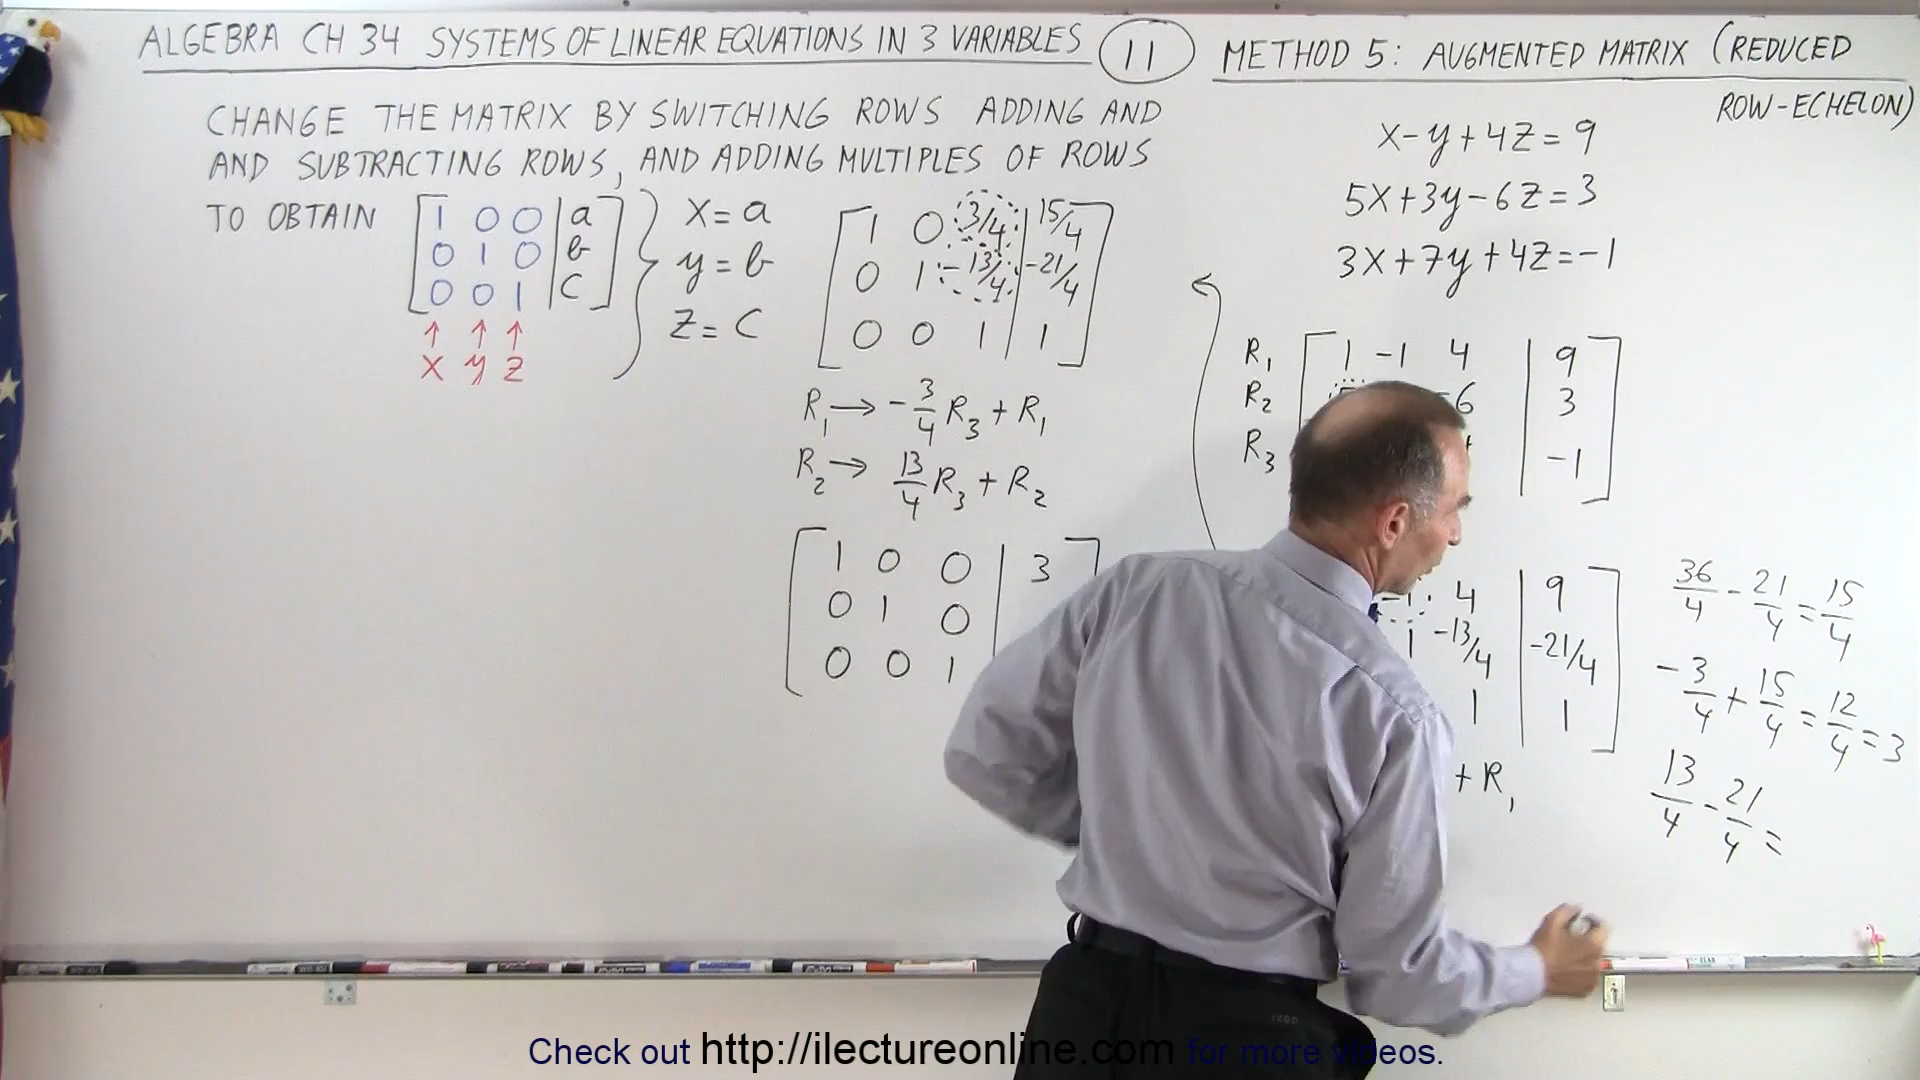 ALGEBRA CH 34 SYSTEMS OF LINEAR EQUATIONS IN 3 VARIABLES 11 METHOD 5: AUGMENTED MATRIX (REDUCED
ROW-ECHELON)
CHANGE THE MATRIX BY SWITCHING ROWS ADDING AND
AND SUBTRACTING ROWS, AND ADDING MULTIPLES OF ROWS
TO OBTAIN
1 0 0 | a
0 1 0 | b
0 0 1 | c
↑ ↑ ↑
X y Z
X = a
y = b
Z = C
1 0 3/4 | 15/4
0 1 -13/4 | -21/4
0 0 1 | 1
R₁ → -3/4 R₃ + R₁
R₂ → 13/4 R₃ + R₂
1 0 0 | 3
0 1 0
0 0 1
X - y + 4Z = 9
5X + 3y - 6Z = 3
3X + 7y + 4Z = -1
R₁ 1 -1 4 | 9
R₂ -6 | 3
R₃ | -1
-1 4 | 9
1 -13/4 | -21/4
1 | 1
+ R₁
36/4 - 21/4 = 15/4
-3/4 + 15/4 = 12/4 = 3
13/4 - 21/4 =
Check out http://ilectureonline.com for more videos.